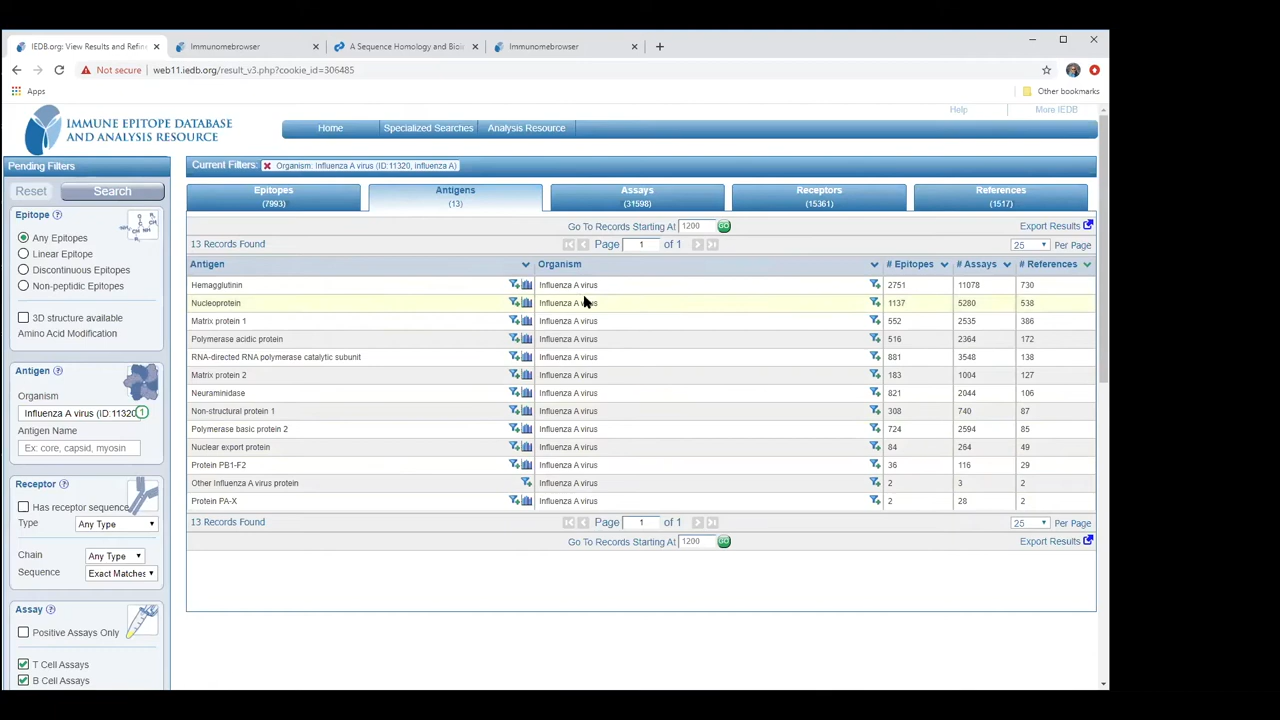 IEDB.org: View Results and Refin
Immunomebrowser
A Sequence Homology and Bioi
Immunomebrowser
Not secure
web11.iedb.org/result_v3.php?cookie_id=306485
Apps
Other bookmarks
IMMUNE EPITOPE DATABASE
AND ANALYSIS RESOURCE
Help
More IEDB
Home
Specialized Searches
Analysis Resource
Pending Filters
Current Filters:
Organism: Influenza A virus (ID:11320, influenza A)
Reset
Search
Epitopes
(7993)
Antigens
(13)
Assays
(31598)
Receptors
(15361)
References
(1517)
Epitope ?
Any Epitopes
Linear Epitope
Discontinuous Epitopes
Non-peptidic Epitopes
3D structure available
Amino Acid Modification
Antigen ?
Organism
Influenza A virus (ID:11320 1
Antigen Name
Ex: core, capsid, myosin
Receptor ?
Has receptor sequence
Type Any Type
Chain Any Type
Sequence Exact Matches
Assay ?
Positive Assays Only
T Cell Assays
B Cell Assays
Go To Records Starting At 1200 GO
Export Results
13 Records Found
Page 1 of 1
25 Per Page
Antigen Organism # Epitopes # Assays # References
Hemagglutinin Influenza A virus 2751 11078 730
Nucleoprotein Influenza A virus 1137 5280 538
Matrix protein 1 Influenza A virus 552 2535 386
Polymerase acidic protein Influenza A virus 516 2364 172
RNA-directed RNA polymerase catalytic subunit Influenza A virus 881 3548 138
Matrix protein 2 Influenza A virus 183 1004 127
Neuraminidase Influenza A virus 821 2044 106
Non-structural protein 1 Influenza A virus 308 740 87
Polymerase basic protein 2 Influenza A virus 724 2594 85
Nuclear export protein Influenza A virus 84 264 49
Protein PB1-F2 Influenza A virus 36 116 29
Other Influenza A virus protein Influenza A virus 2 3 2
Protein PA-X Influenza A virus 2 28 2
13 Records Found
Page 1 of 1
25 Per Page
Go To Records Starting At 1200 GO
Export Results